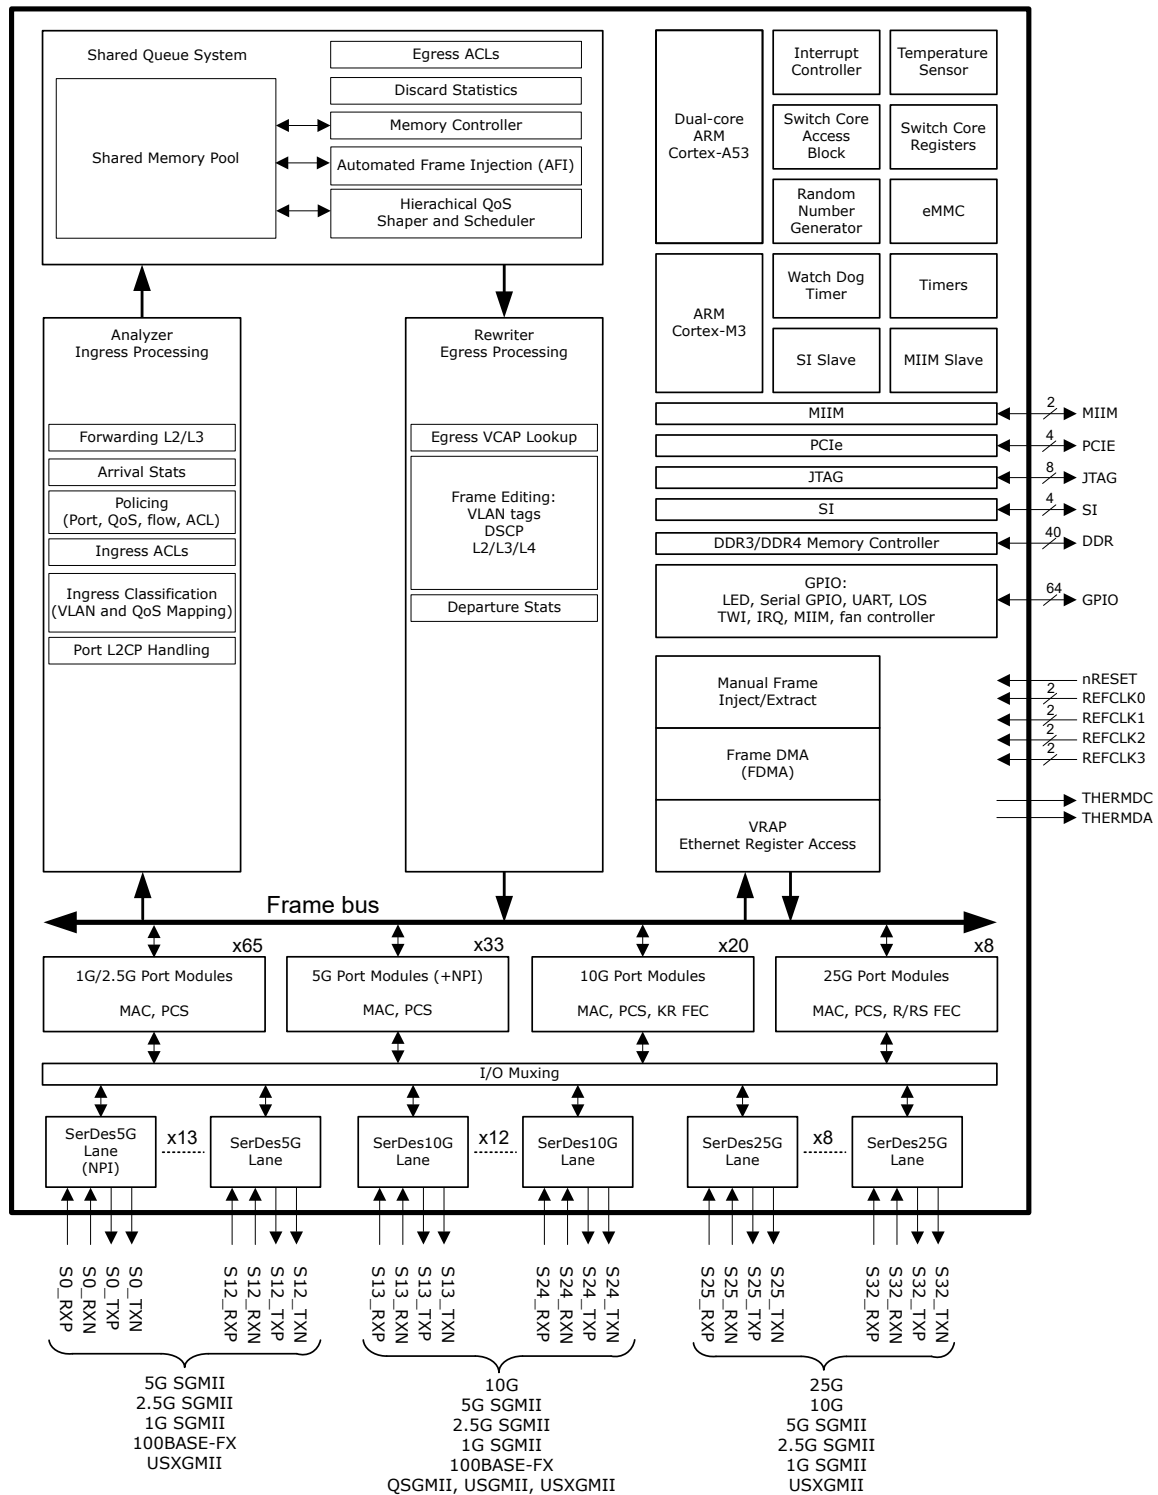 Shared Queue System
Shared Memory Pool
Egress ACLs
Discard Statistics
Memory Controller
Automated Frame Injection (AFI)
Hierachical QoS
Shaper and Scheduler
Dual-core
ARM
Cortex-A53
Interrupt
Controller
Temperature
Sensor
Switch Core
Access
Block
Switch Core
Registers
Random
Number
Generator
eMMC
ARM
Cortex-M3
Watch Dog
Timer
Timers
SI Slave
MIIM Slave
MIIM
2
MIIM
PCIe
4
PCIE
JTAG
8
JTAG
SI
4
SI
DDR3/DDR4 Memory Controller
40
DDR
GPIO:
LED, Serial GPIO, UART, LOS
TWI, IRQ, MIIM, fan controller
64
GPIO
Analyzer
Ingress Processing
Forwarding L2/L3
Arrival Stats
Policing
(Port, QoS, flow, ACL)
Ingress ACLs
Ingress Classification
(VLAN and QoS Mapping)
Port L2CP Handling
Rewriter
Egress Processing
Egress VCAP Lookup
Frame Editing:
VLAN tags
DSCP
L2/L3/L4
Departure Stats
Manual Frame
Inject/Extract
Frame DMA
(FDMA)
VRAP
Ethernet Register Access
nRESET
2
REFCLK0
2
REFCLK1
2
REFCLK2
2
REFCLK3
THERMDC
THERMDA
Frame bus
x65
1G/2.5G Port Modules
MAC, PCS
x33
5G Port Modules (+NPI)
MAC, PCS
x20
10G Port Modules
MAC, PCS, KR FEC
x8
25G Port Modules
MAC, PCS, R/RS FEC
I/O Muxing
SerDes5G
Lane
(NPI)
x13
SerDes5G
Lane
SerDes10G
Lane
x12
SerDes10G
Lane
SerDes25G
Lane
x8
SerDes25G
Lane
S0_RXP
S0_RXN
S0_TXP
S0_TXN
S12_RXP
S12_RXN
S12_TXP
S12_TXN
S13_RXP
S13_RXN
S13_TXP
S13_TXN
S24_RXP
S24_RXN
S24_TXP
S24_TXN
S25_RXP
S25_RXN
S25_TXP
S25_TXN
S32_RXP
S32_RXN
S32_TXP
S32_TXN
5G SGMII
2.5G SGMII
1G SGMII
100BASE-FX
USXGMII
10G
5G SGMII
2.5G SGMII
1G SGMII
100BASE-FX
QSGMII, USGMII, USXGMII
25G
10G
5G SGMII
2.5G SGMII
1G SGMII
USXGMII